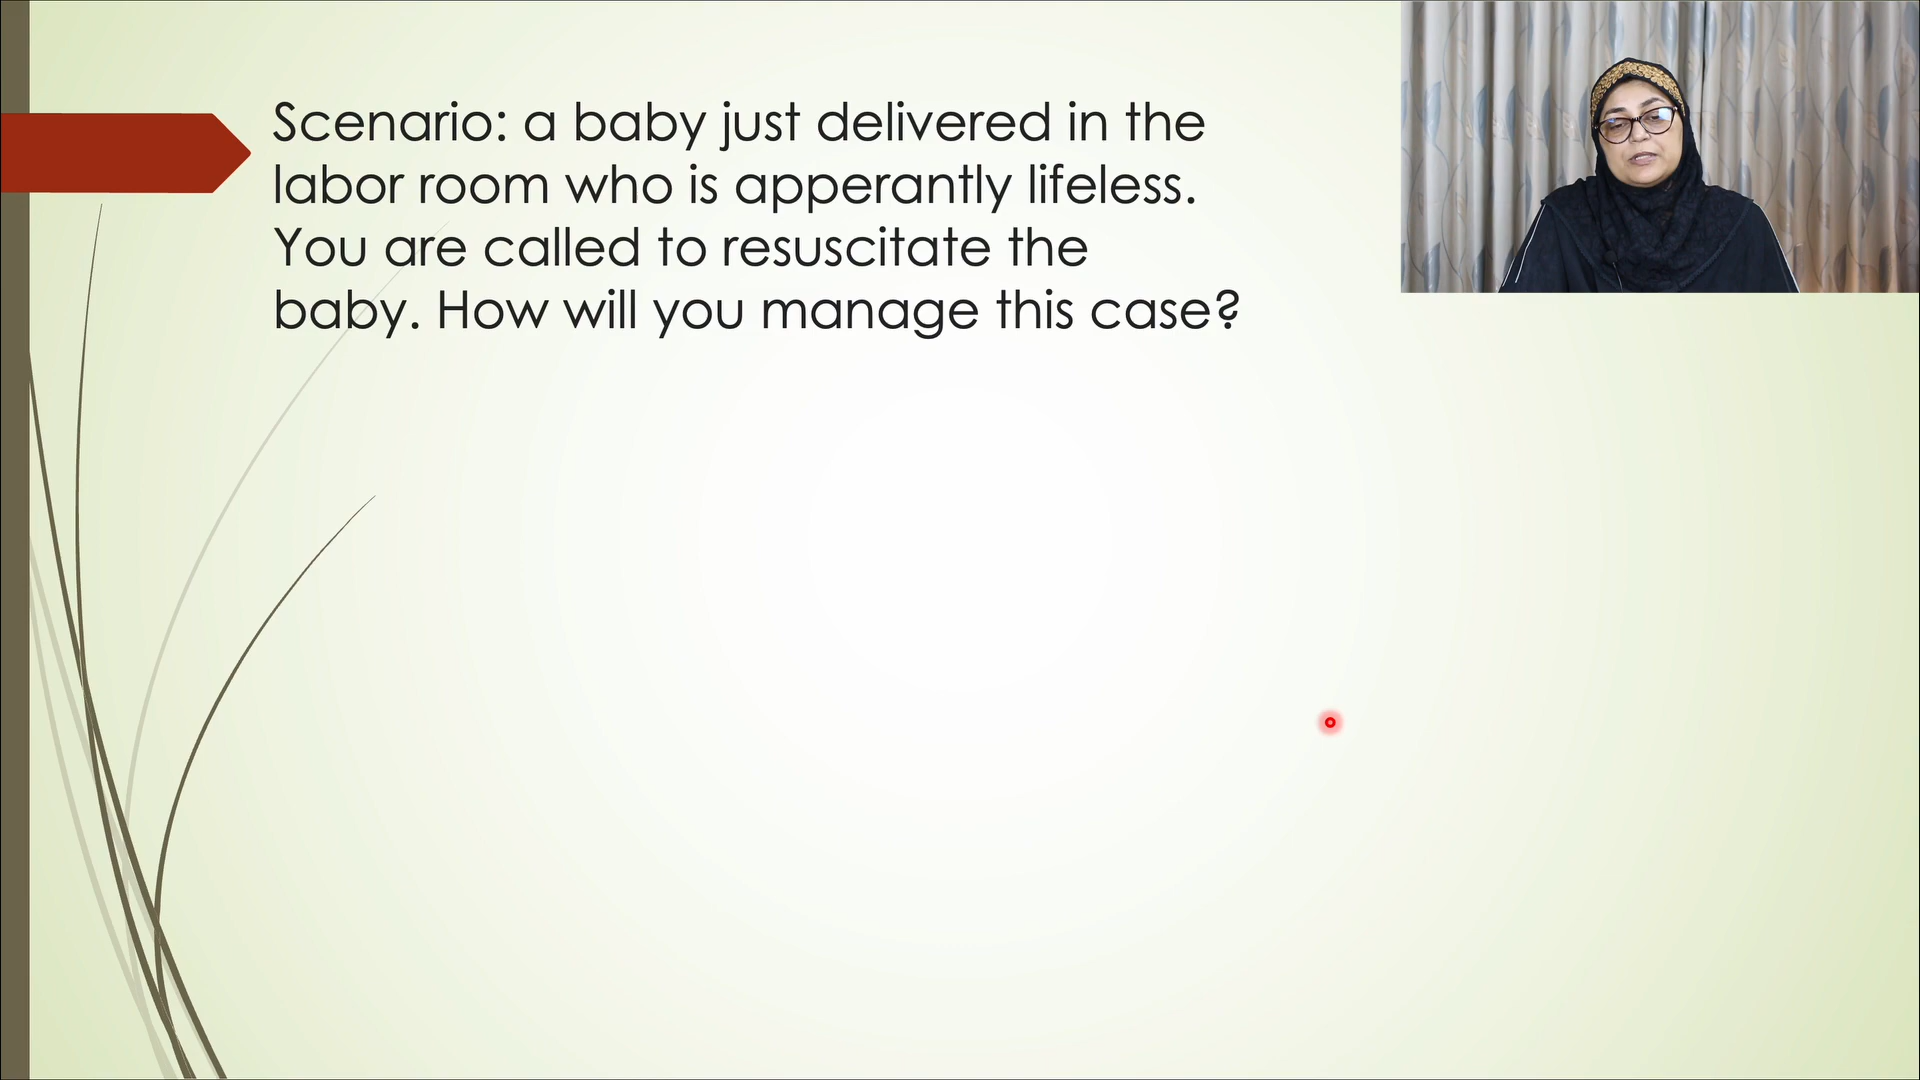 Scenario: a baby just delivered in the
labor room who is apperantly lifeless.
You are called to resuscitate the
baby. How will you manage this case?